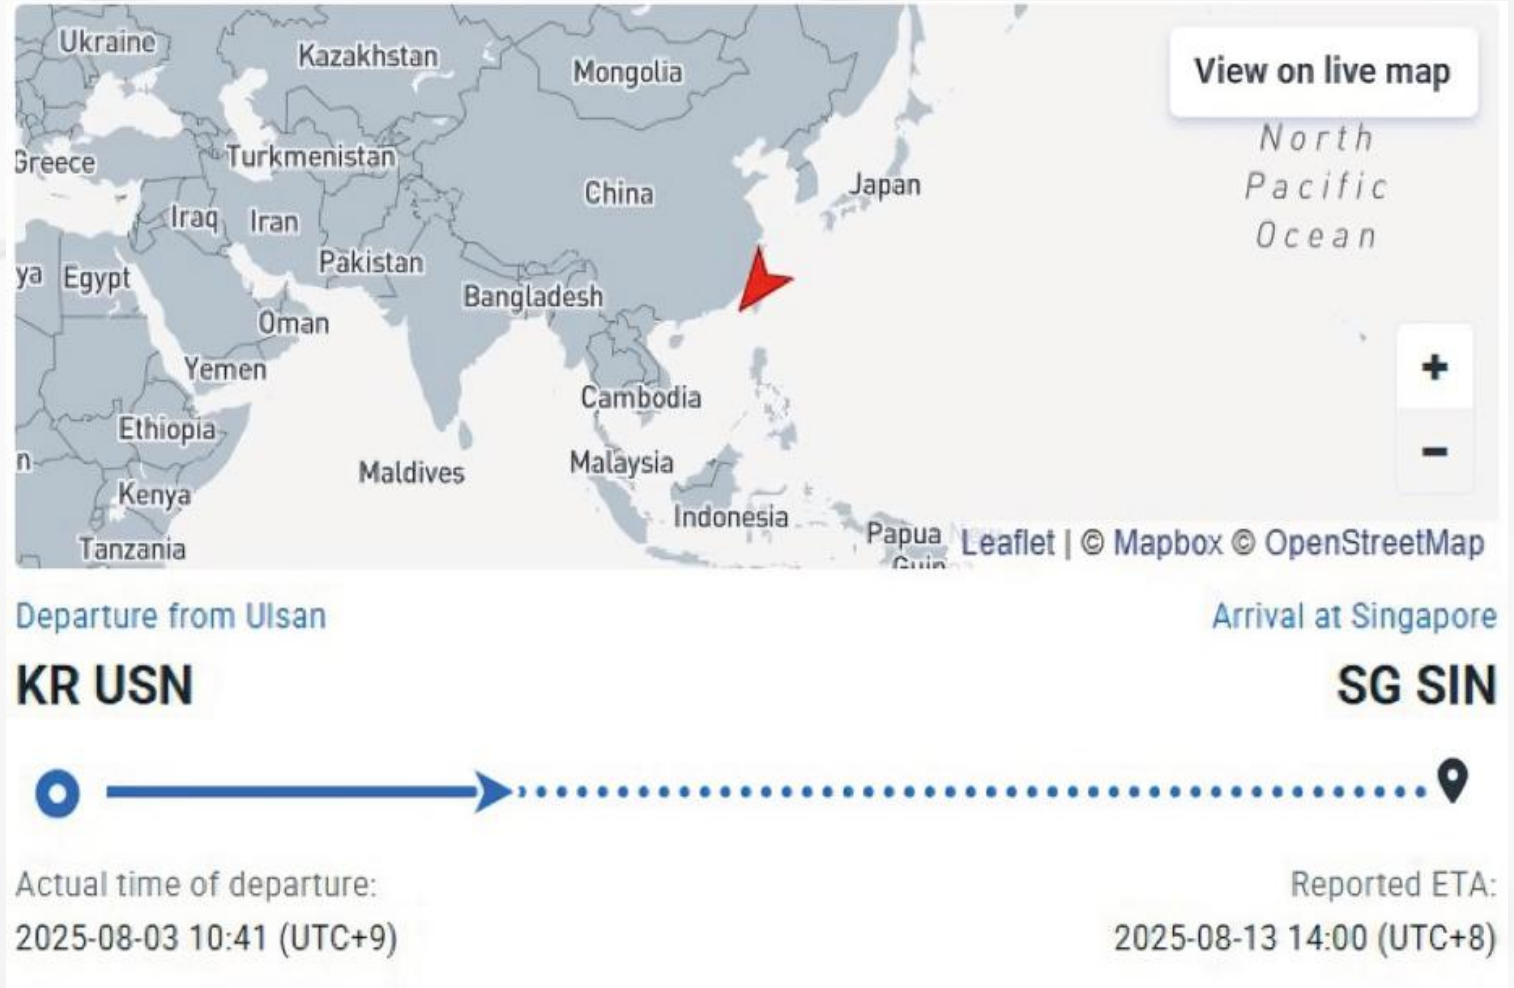 Ukraine
Kazakhstan
Mongolia
View on live map
North
Pacific
Ocean
Greece
Turkmenistan
China
Japan
Iraq
Iran
Pakistan
ya
Egypt
Bangladesh
Oman
Yemen
+
Cambodia
Ethiopia
−
n
Maldives
Malaysia
Kenya
Indonesia
Tanzania
Papua New
Guin
Leaflet | © Mapbox © OpenStreetMap
Departure from Ulsan
Arrival at Singapore
KR USN
SG SIN
Actual time of departure:
Reported ETA:
2025-08-03 10:41 (UTC+9)
2025-08-13 14:00 (UTC+8)